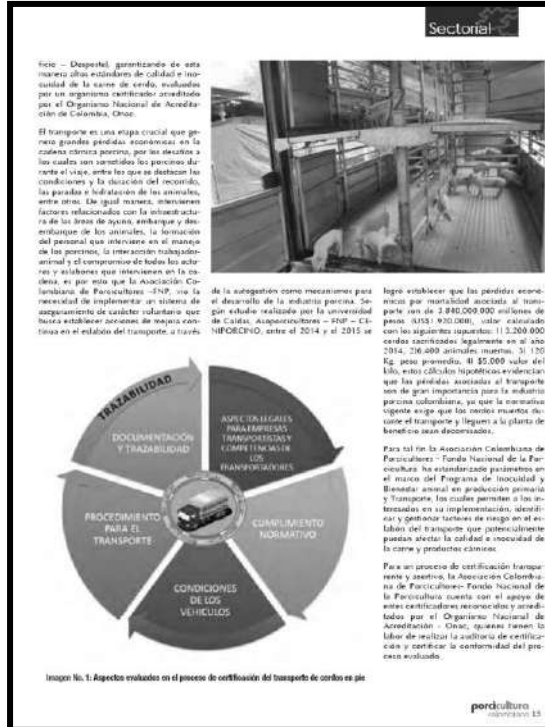 Sectorial
ficio – Desposte), garantizando de esta
manera altos estándares de calidad e ino-
cuidad de la carne de cerdo, evaluados
por un organismo certificador acreditado
por el Organismo Nacional de Acredita-
ción de Colombia, Onac.
El transporte es una etapa crucial que ge-
nera grandes pérdidas económicas en la
cadena cárnica porcina, por los desafíos a
los cuales son sometidos los porcinos du-
rante el viaje, entre los que se destacan las
condiciones y la duración del recorrido,
las paradas e hidratación de los animales,
entre otros. De igual manera, intervienen
factores relacionados con la infraestructu-
ra de las áreas de ayuno, embarque y des-
embarque de los animales, la formación
del personal que interviene en el manejo
de los porcinos, la interacción trabajador-
animal y el compromiso de todos los acto-
res y eslabones que intervienen en la ca-
dena, es por esto que la Asociación Co-
lombiana de Porcicultores –FNP, vio la
necesidad de implementar un sistema de
aseguramiento de carácter voluntario que
busca establecer acciones de mejora con-
tinua en el eslabón del transporte, a través
de la autogestión como mecanismos para
el desarrollo de la industria porcina. Se-
gún estudio realizado por la universidad
de Caldas, Asoporcicultores – FNP – CE-
NIPORCINO, entre el 2014 y el 2015 se
logró establecer que las pérdidas econó-
micas por mortalidad asociada al trans-
porte son de 3.840.000.000 millones de
pesos (US$1.920.000), valor calculado
con los siguientes supuestos: 1) 3.200.000
cerdos sacrificados legalmente en al año
2014, 2)6.400 animales muertos, 3) 120
Kg. peso promedio, 4) $5.000 valor del
kilo, estos cálculos hipotéticos evidencian
que las pérdidas asociadas al transporte
son de gran importancia para la industria
porcina colombiana, ya que la normativa
vigente exige que los cerdos muertos du-
rante el transporte y lleguen a la planta de
beneficio sean decomisados.
Para tal fin la Asociación Colombiana de
Porcicultores - Fondo Nacional de la Por-
cicultura ha estandarizado parámetros en
el marco del Programa de Inocuidad y
Bienestar animal en producción primaria
y Transporte, los cuales permiten a los in-
teresados en su implementación, identifi-
car y gestionar factores de riesgo en el es-
labón del transporte que potencialmente
puedan afectar la calidad e inocuidad de
la carne y productos cárnicos.
Para un proceso de certificación transpa-
rente y asertivo, la Asociación Colombia-
na de Porcicultores- Fondo Nacional de
la Porcicultura cuenta con el apoyo de
entes certificadores reconocidos y acredi-
tados por el Organismo Nacional de
Acreditación - Onac, quienes tienen la
labor de realizar la auditoría de certifica-
ción y certificar la conformidad del pro-
ceso evaluado.
TRAZABILIDAD
DOCUMENTACIÓN
Y TRAZABILIDAD
ASPECTOS LEGALES
PARA EMPRESAS
TRANSPORTISTAS Y
COMPETENCIAS DE
LOS
TRANSPORTADORES
PROCEDIMIENTO
PARA EL
TRANSPORTE
CUMPLIMIENTO
NORMATIVO
CONDICIONES
DE LOS
VEHICULOS
Imagen No. 1: Aspectos evaluados en el proceso de certificación del transporte de cerdos en pie
porcicultura
colombiana 15